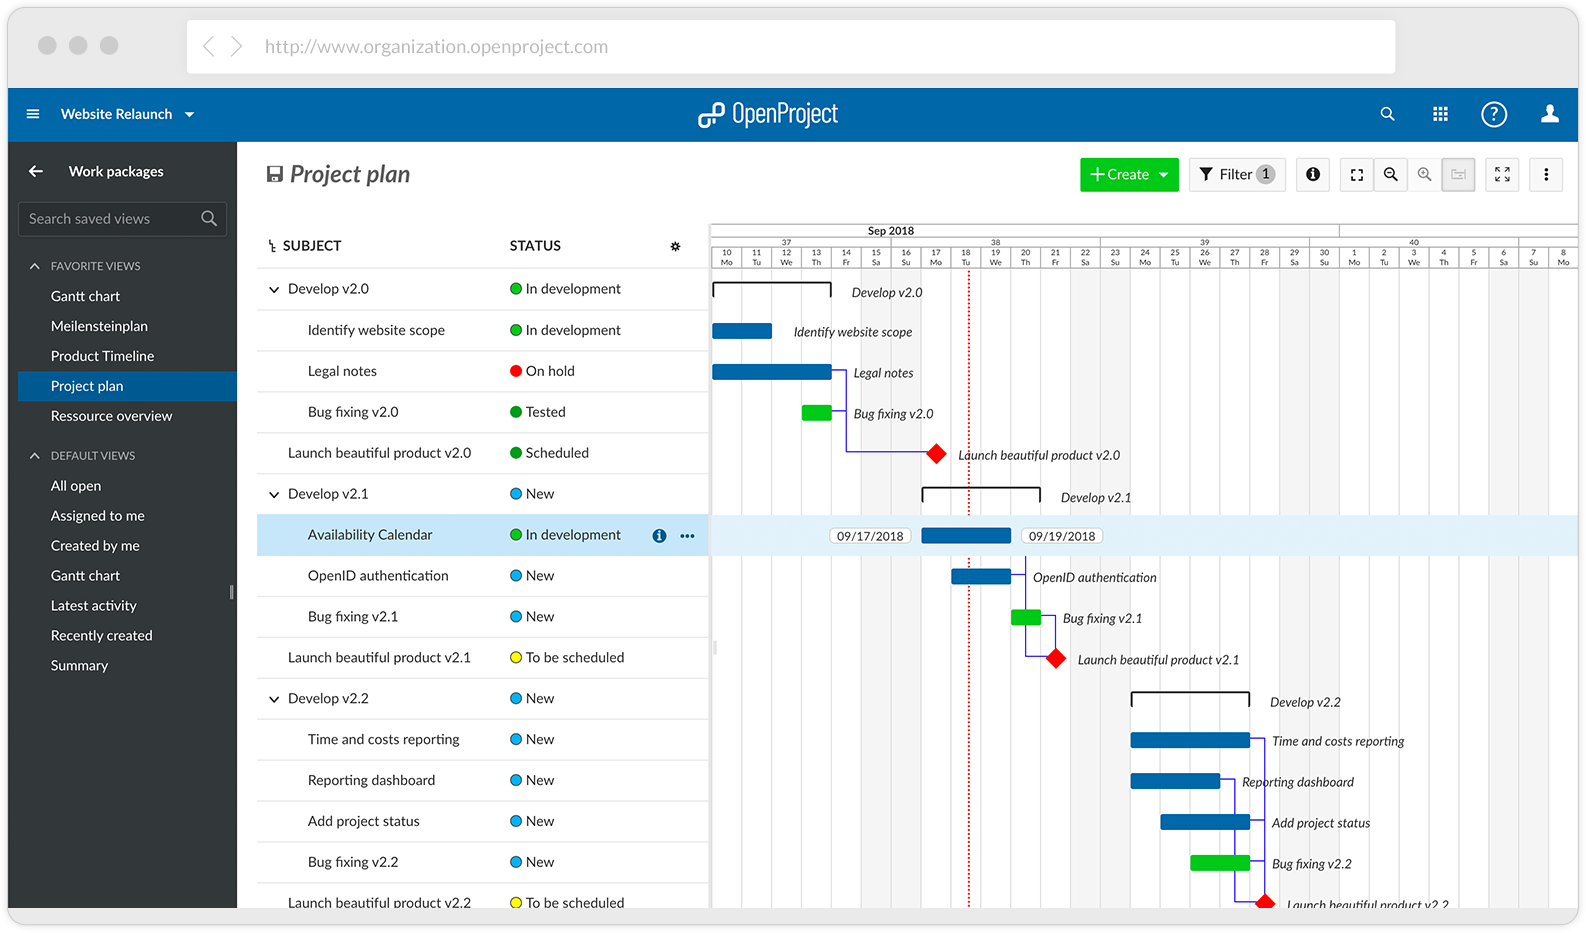 http://www.organization.openproject.com
Website Relaunch
OpenProject
?
Work packages
Search saved views
FAVORITE VIEWS
Gantt chart
Meilensteinplan
Product Timeline
Project plan
Ressource overview
DEFAULT VIEWS
All open
Assigned to me
Created by me
Gantt chart
Latest activity
Recently created
Summary
Project plan
+ Create
Filter 1
SUBJECT STATUS
Sep 2018
37 38 39 40
10 11 12 13 14 15 16 17 18 19 20 21 22 23 24 25 26 27 28 29 30 1 2 3 4 5 6 7 8
Mo Tu We Th Fr Sa Su Mo Tu We Th Fr Sa Su Mo Tu We Th Fr Sa Su Mo Tu We Th Fr Sa Su Mo
Develop v2.0 In development Develop v2.0
Identify website scope In development Identify website scope
Legal notes On hold Legal notes
Bug fixing v2.0 Tested Bug fixing v2.0
Launch beautiful product v2.0 Scheduled Launch beautiful product v2.0
Develop v2.1 New Develop v2.1
Availability Calendar In development 09/17/2018 09/19/2018
OpenID authentication New OpenID authentication
Bug fixing v2.1 New Bug fixing v2.1
Launch beautiful product v2.1 To be scheduled Launch beautiful product v2.1
Develop v2.2 New Develop v2.2
Time and costs reporting New Time and costs reporting
Reporting dashboard New Reporting dashboard
Add project status New Add project status
Bug fixing v2.2 New Bug fixing v2.2
Launch beautiful product v2.2 To be scheduled Launch beautiful product v2.2